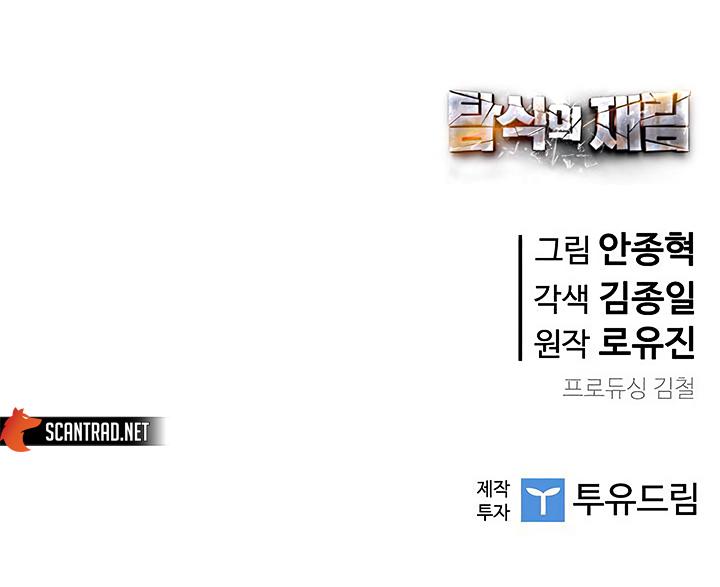 탐식의 재림
그림 안종혁
각색 김종일
원작 로유진
프로듀싱 김철
SCANTRAD.NET
제작
투자
투유드림